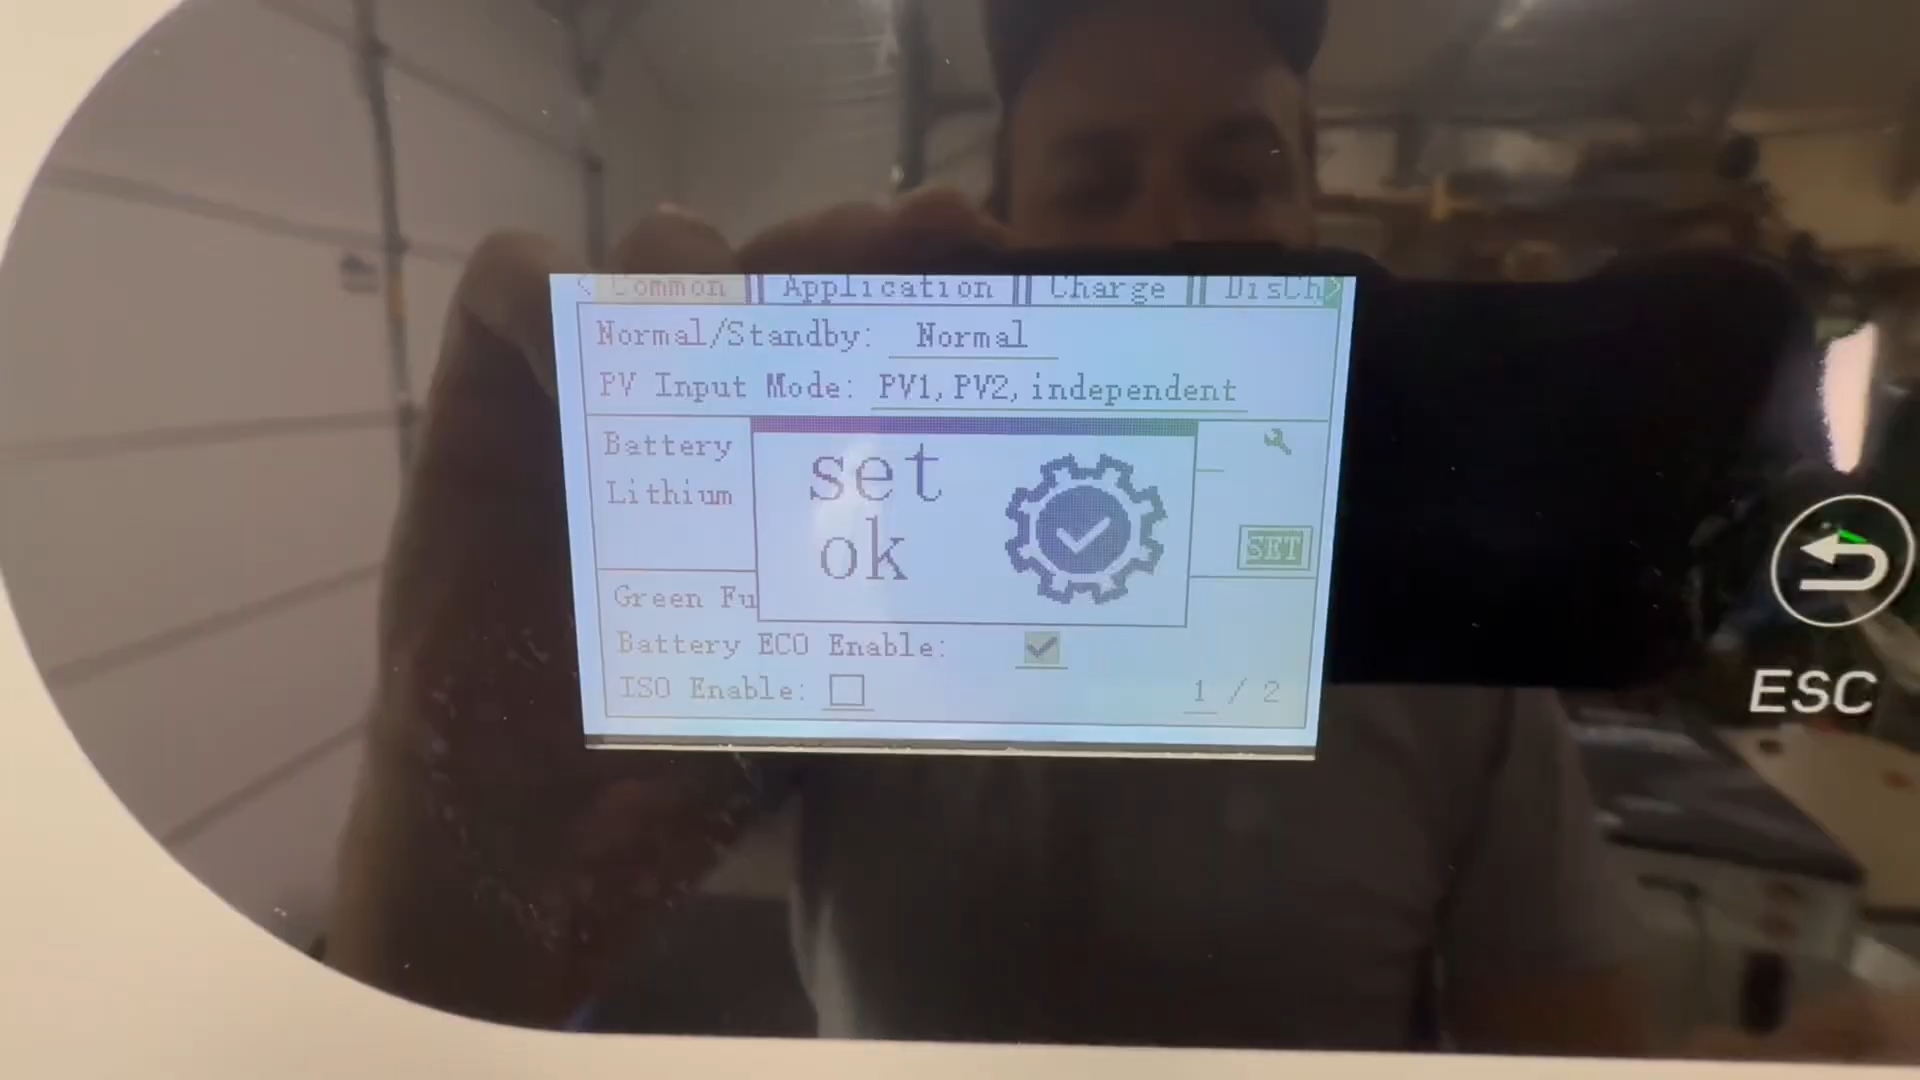 < Common Application Charge DisCh>
Normal/Standby: Normal
PV Input Mode: PV1, PV2, independent
Battery
Lithium
set
ok
SET
Green Fu
Battery ECO Enable:
ISO Enable:
1 / 2
ESC